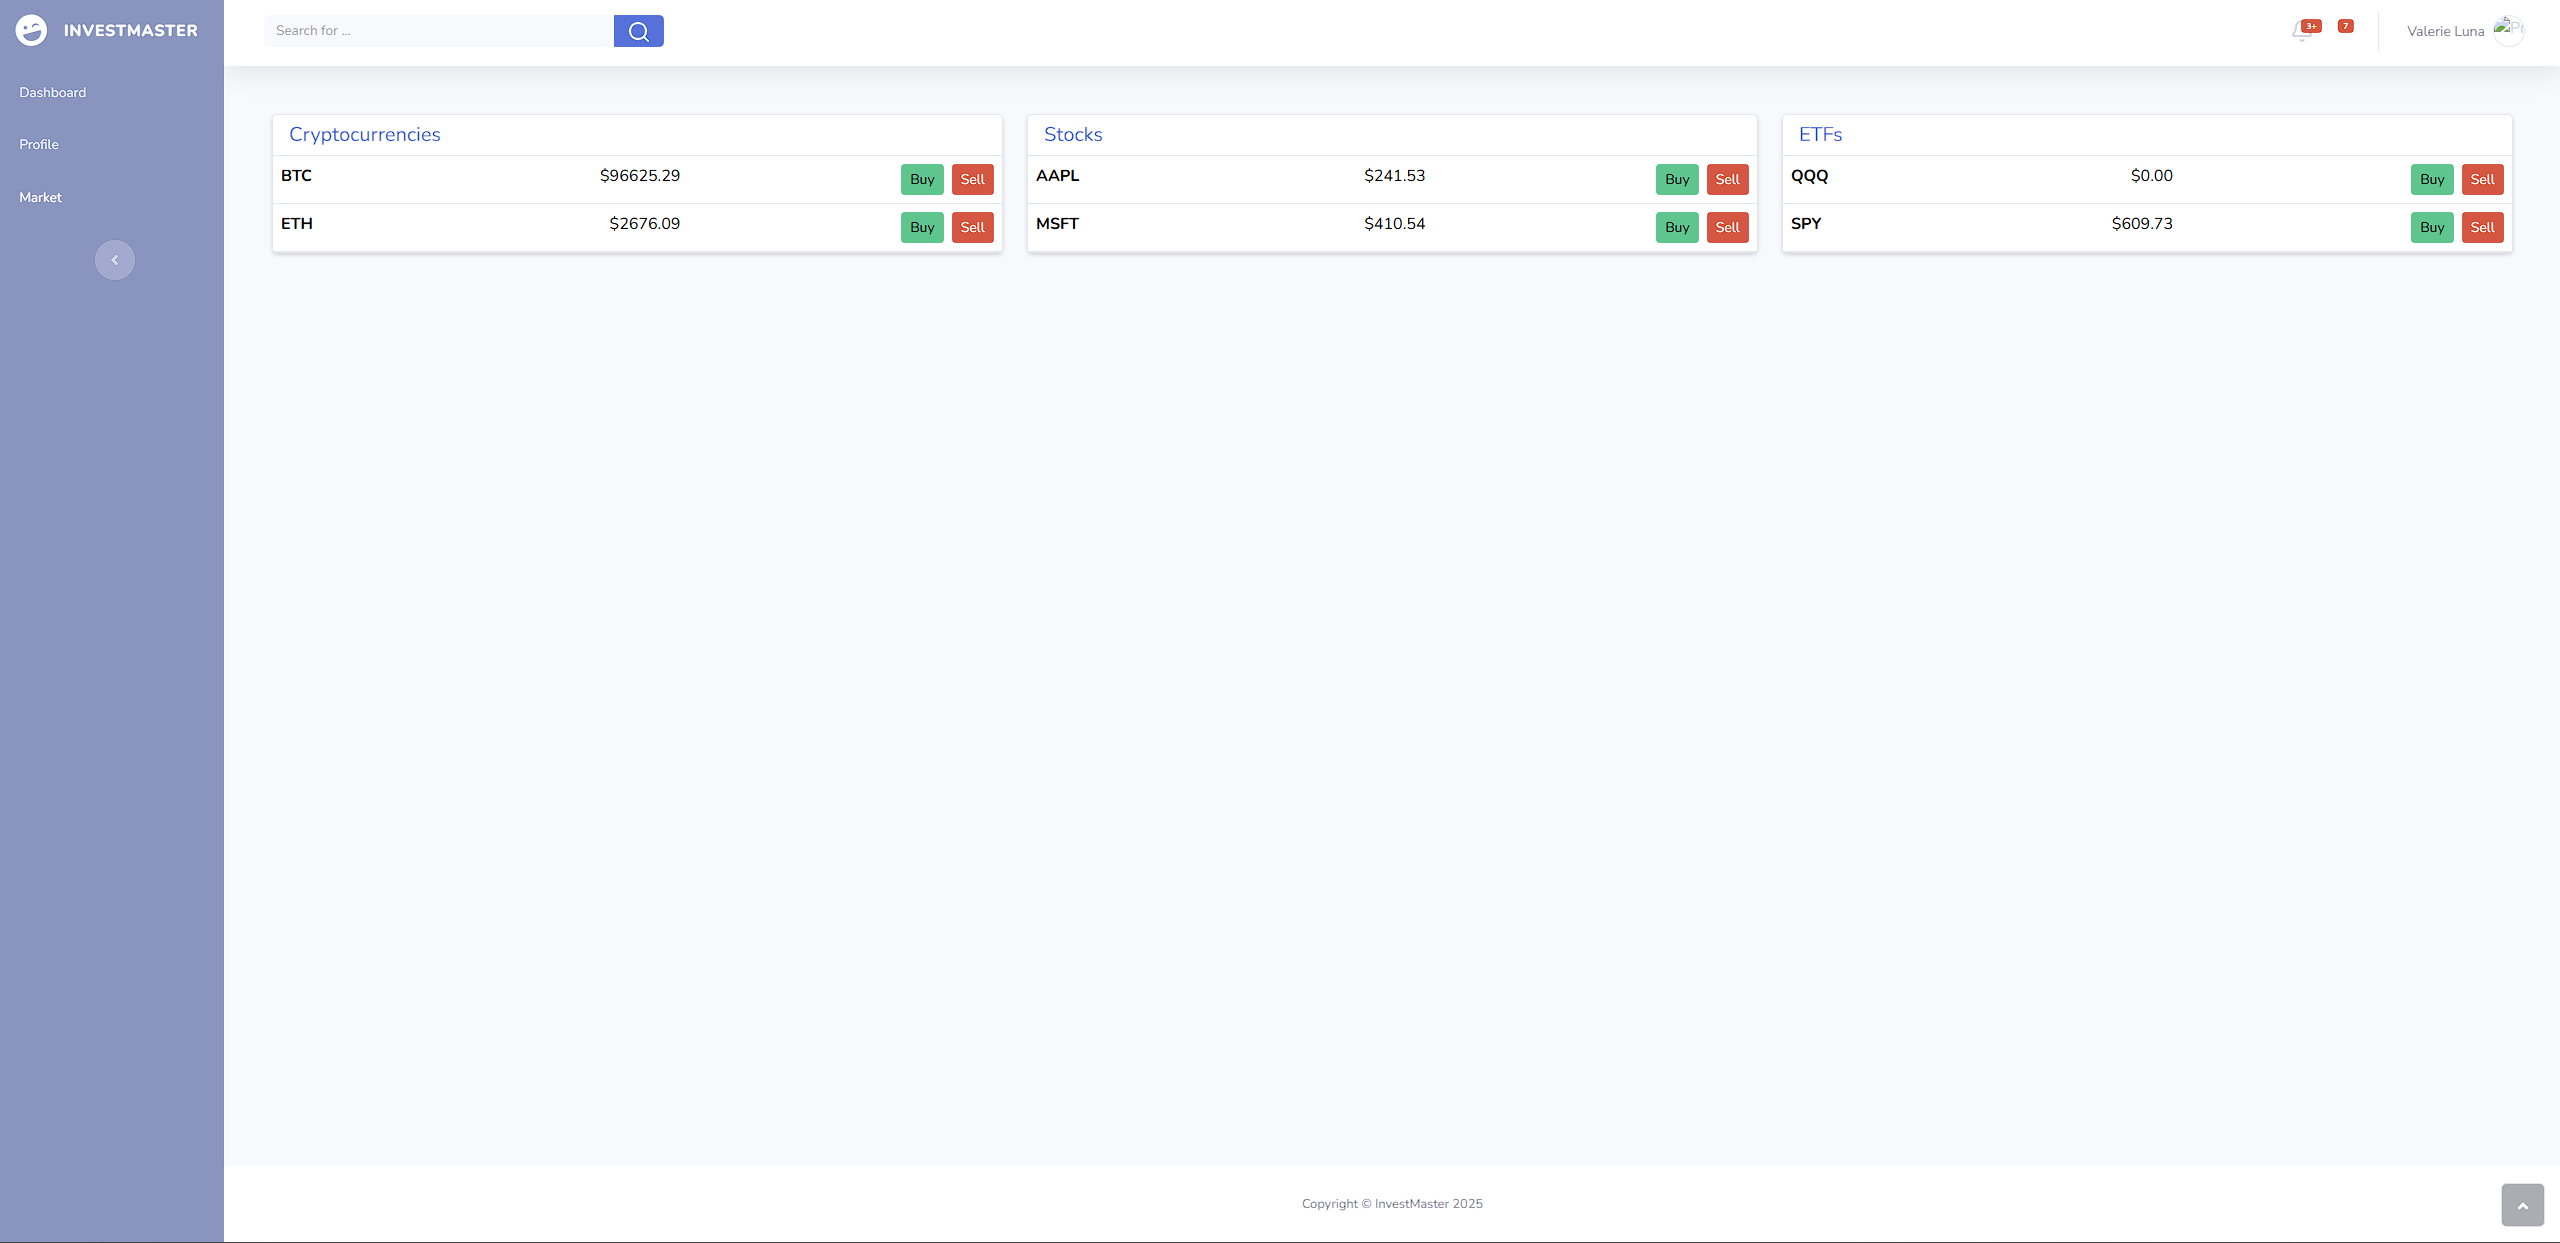 INVESTMASTER
Dashboard
Profile
Market
Search for ...
3+
7
Valerie Luna
Cryptocurrencies
BTC $96625.29 Buy Sell
ETH $2676.09 Buy Sell
Stocks
AAPL $241.53 Buy Sell
MSFT $410.54 Buy Sell
ETFs
QQQ $0.00 Buy Sell
SPY $609.73 Buy Sell
Copyright © InvestMaster 2025